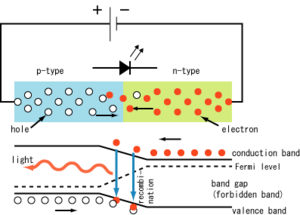 + −
p-type n-type
hole electron
light
conduction band
Fermi level
band gap
(forbidden band)
valence band
recombi-
nation